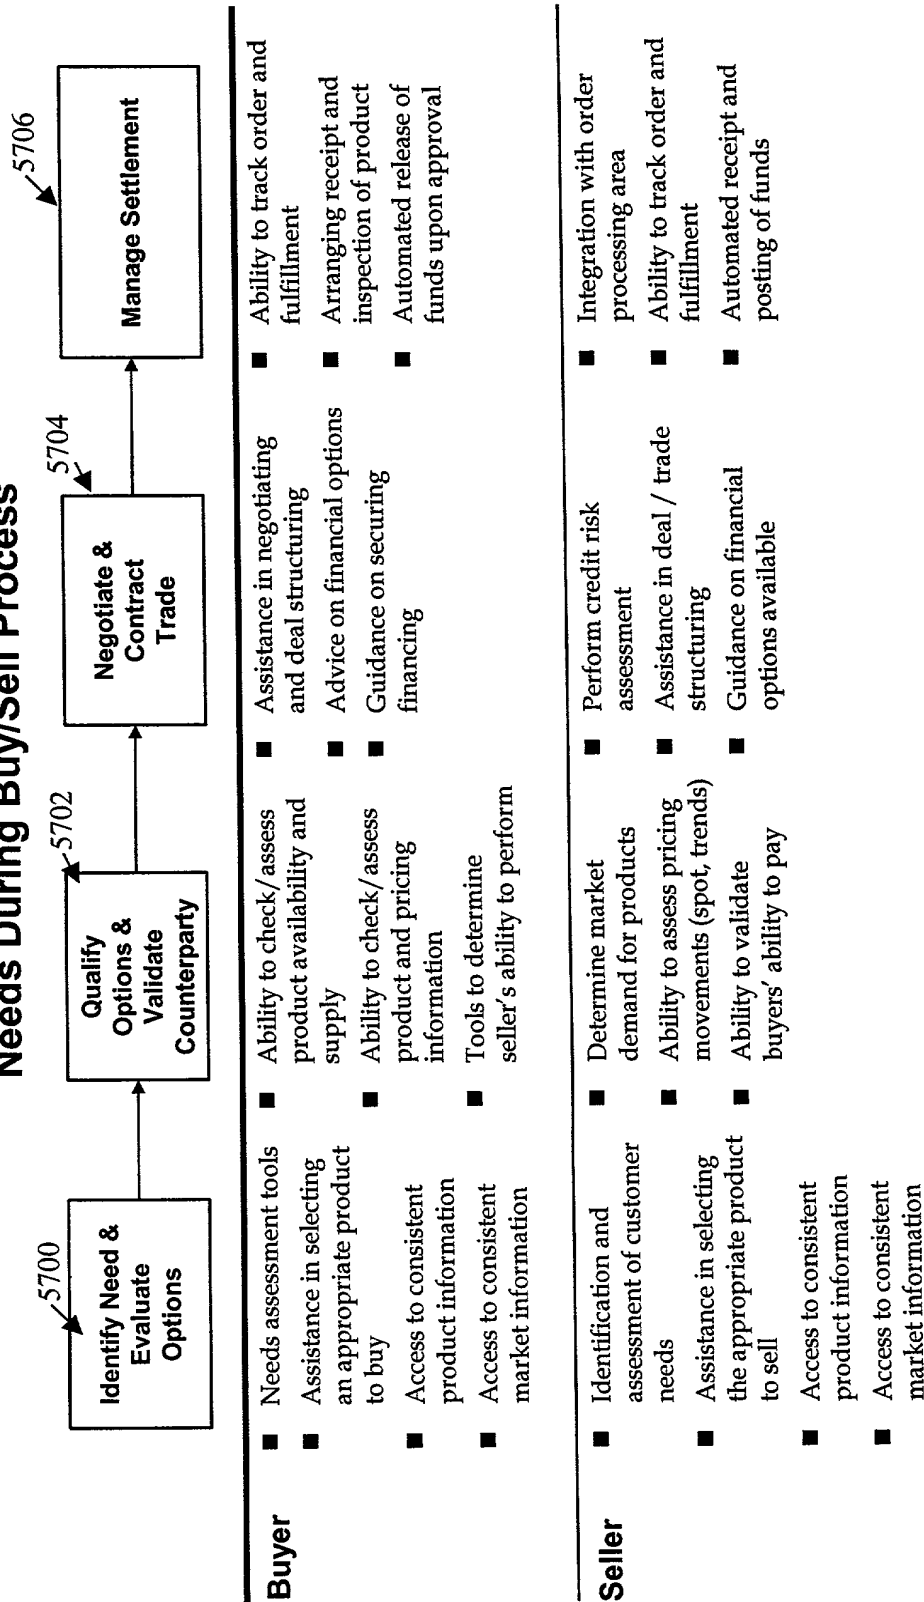 Needs During Buy/Sell Process
5700
Identify Need &
Evaluate
Options
5702
Qualify
Options &
Validate
Counterparty
5704
Negotiate &
Contract
Trade
5706
Manage Settlement
Buyer
■ Needs assessment tools
■ Assistance in selecting
an appropriate product
to buy
■ Access to consistent
product information
■ Access to consistent
market information
■ Ability to check/assess
product availability and
supply
■ Ability to check/assess
product and pricing
information
■ Tools to determine
seller's ability to perform
■ Assistance in negotiating
and deal structuring
■ Advice on financial options
■ Guidance on securing
financing
■ Ability to track order and
fulfillment
■ Arranging receipt and
inspection of product
■ Automated release of
funds upon approval
Seller
■ Identification and
assessment of customer
needs
■ Assistance in selecting
the appropriate product
to sell
■ Access to consistent
product information
■ Access to consistent
market information
■ Determine market
demand for products
■ Ability to assess pricing
movements (spot, trends)
■ Ability to validate
buyers' ability to pay
■ Perform credit risk
assessment
■ Assistance in deal / trade
structuring
■ Guidance on financial
options available
■ Integration with order
processing area
■ Ability to track order and
fulfillment
■ Automated receipt and
posting of funds